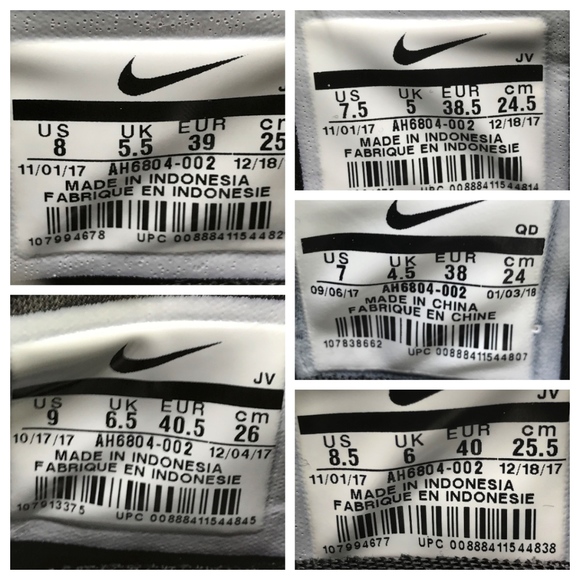 US UK EUR
8 5.5 39 25
11/01/17 AH6804-002 12/18/
MADE IN INDONESIA
FABRIQUE EN INDONESIE
107994678 UPC 0088841154482
JV
US UK EUR cm
7.5 5 38.5 24.5
11/01/17 AH6804-002 12/18/17
MADE IN INDONESIA
FABRIQUE EN INDONESIE
UPC 00888411544814
QD
US UK EUR cm
7 4.5 38 24
09/06/17 AH6804-002 01/03/18
MADE IN CHINA
FABRIQUE EN CHINE
107838662 UPC 00888411544807
JV
US UK EUR cm
9 6.5 40.5 26
10/17/17 AH6804-002 12/04/17
MADE IN INDONESIA
FABRIQUE EN INDONESIE
107913375 UPC 00888411544845
JV
US UK EUR cm
8.5 6 40 25.5
11/01/17 AH6804-002 12/18/17
MADE IN INDONESIA
FABRIQUE EN INDONESIE
107994677 UPC 00888411544838